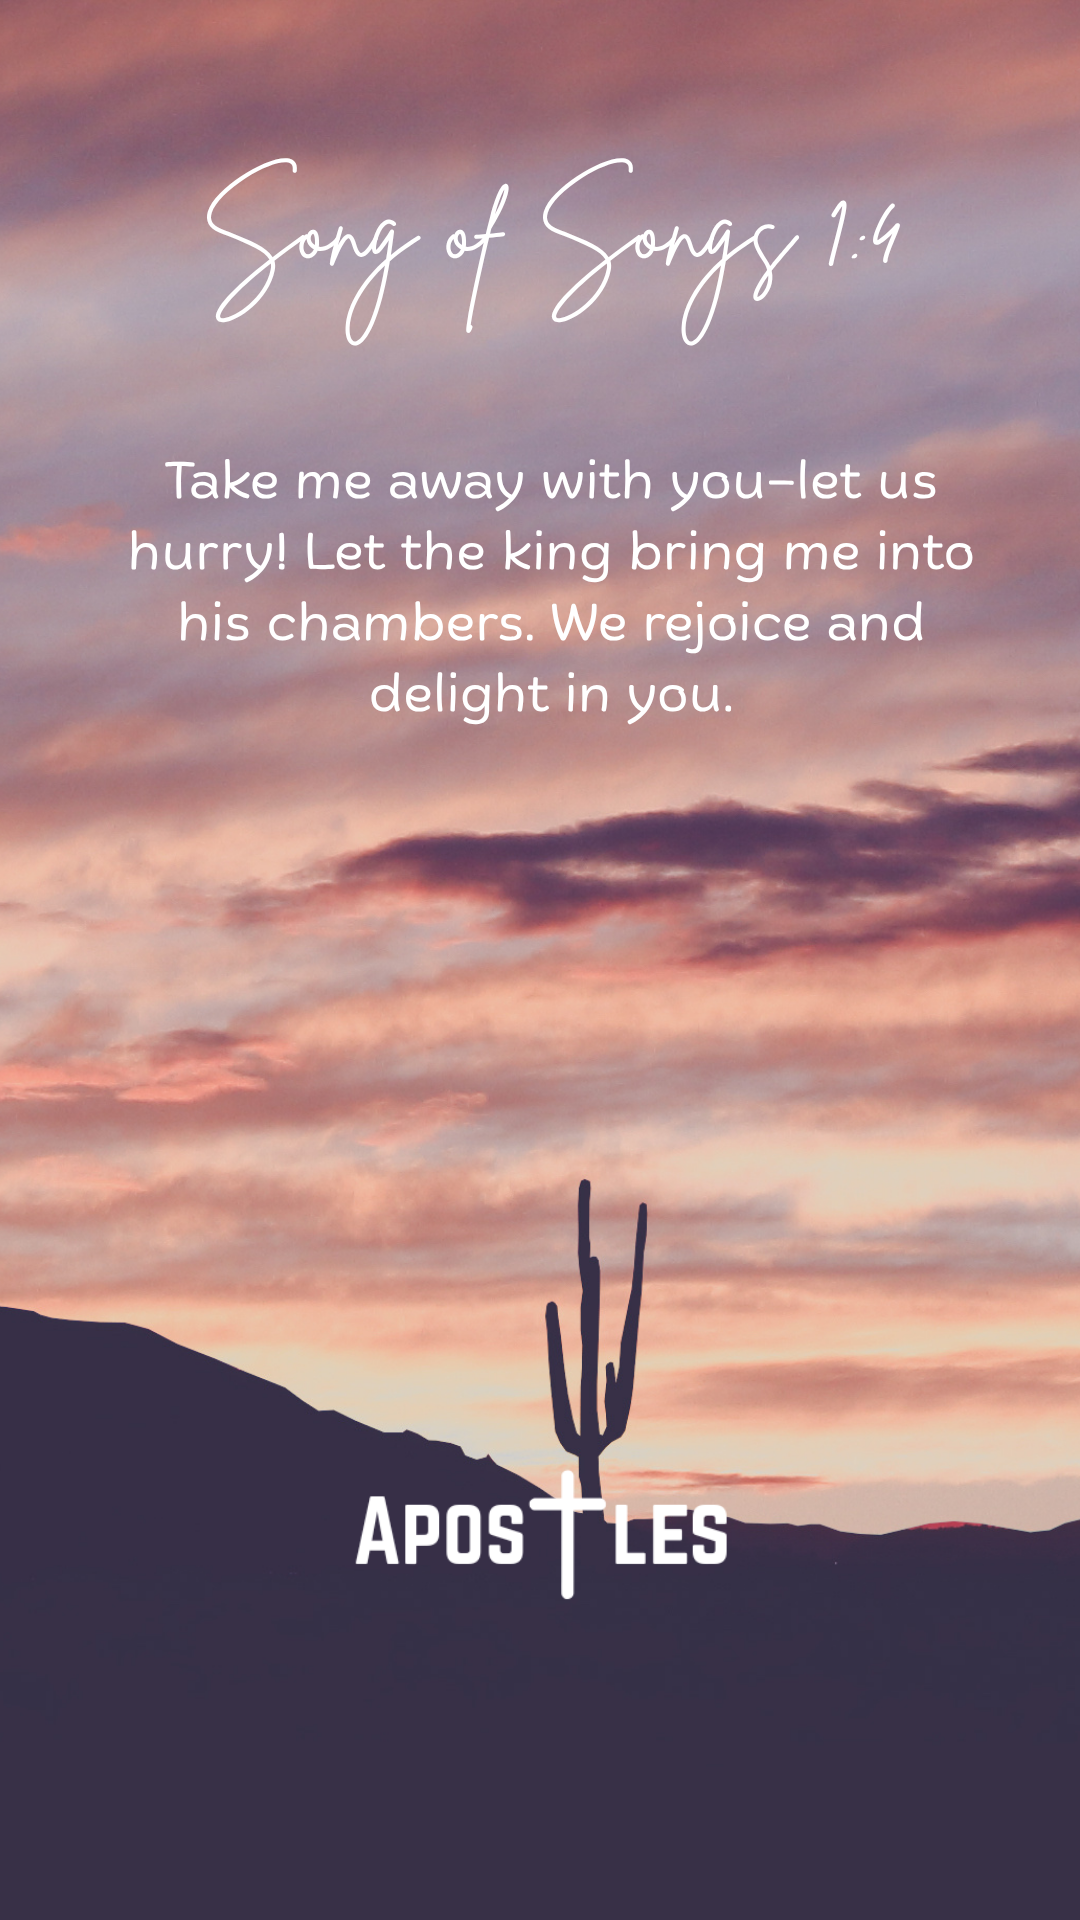 Song of Songs 1:4
Take me away with you–let us
hurry! Let the king bring me into
his chambers. We rejoice and
delight in you.
APOSTLES